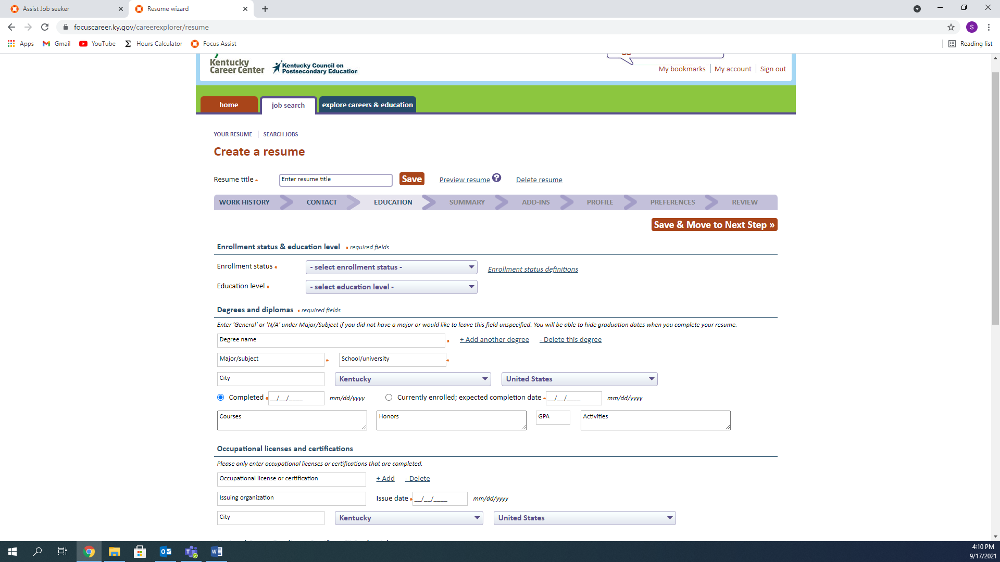 Assist Job seeker
Resume wizard
focuscareer.ky.gov/careerexplorer/resume
S
Apps
Gmail
YouTube
Hours Calculator
Focus Assist
Reading list
Kentucky
Career Center
Kentucky Council on
Postsecondary Education
My bookmarks | My account | Sign out
home
job search
explore careers & education
YOUR RESUME | SEARCH JOBS
Create a resume
Resume title *
Enter resume title
Save
Preview resume
?
Delete resume
WORK HISTORY
CONTACT
EDUCATION
SUMMARY
ADD-INS
PROFILE
PREFERENCES
REVIEW
Save & Move to Next Step »
Enrollment status & education level * required fields
Enrollment status *
- select enrollment status -
Enrollment status definitions
Education level *
- select education level -
Degrees and diplomas * required fields
Enter 'General' or 'N/A' under Major/Subject if you did not have a major or would like to leave this field unspecified. You will be able to hide graduation dates when you complete your resume.
Degree name *
+ Add another degree
- Delete this degree
Major/subject *
School/university *
City
Kentucky
United States
Completed * __/__/____ mm/dd/yyyy
Currently enrolled; expected completion date * __/__/____ mm/dd/yyyy
Courses
Honors
GPA
Activities
Occupational licenses and certifications
Please only enter occupational licenses or certifications that are completed.
Occupational license or certification
+ Add
- Delete
Issuing organization
Issue date * __/__/____ mm/dd/yyyy
City
Kentucky
United States
4:10 PM
9/17/2021